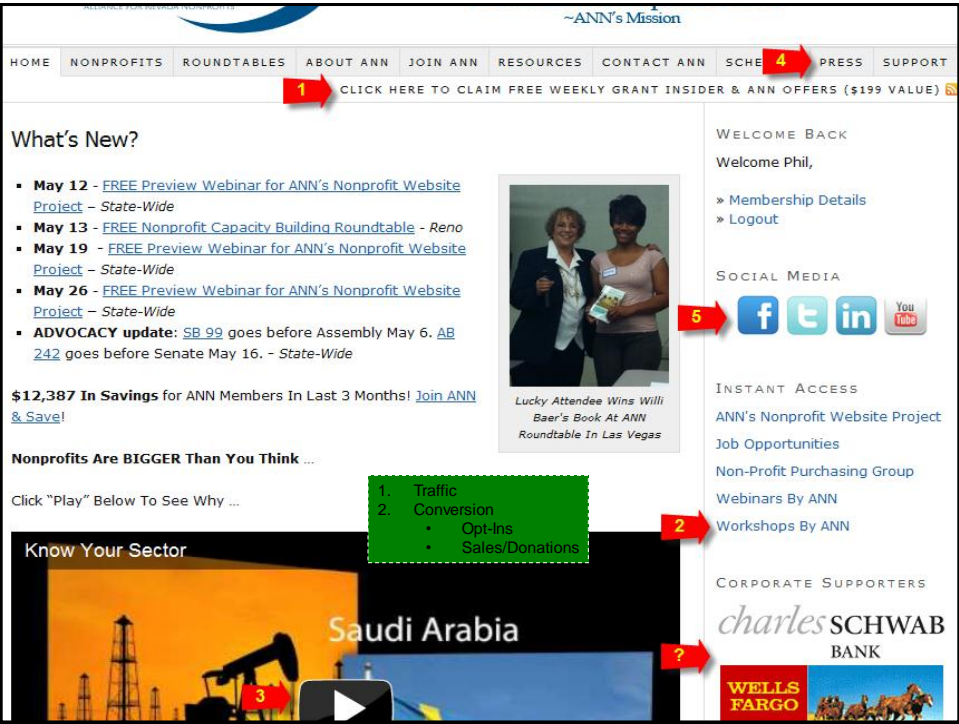 ALLIANCE FOR NEVADA NONPROFITS
~ANN's Mission
HOME NONPROFITS ROUNDTABLES ABOUT ANN JOIN ANN RESOURCES CONTACT ANN SCHE 4 PRESS SUPPORT
1 CLICK HERE TO CLAIM FREE WEEKLY GRANT INSIDER & ANN OFFERS ($199 VALUE)
What's New?
May 12 - FREE Preview Webinar for ANN's Nonprofit Website
Project – State-Wide
May 13 - FREE Nonprofit Capacity Building Roundtable - Reno
May 19 - FREE Preview Webinar for ANN's Nonprofit Website
Project – State-Wide
May 26 - FREE Preview Webinar for ANN's Nonprofit Website
Project – State-Wide
ADVOCACY update: SB 99 goes before Assembly May 6. AB
242 goes before Senate May 16. - State-Wide
$12,387 In Savings for ANN Members In Last 3 Months! Join ANN
& Save!
Nonprofits Are BIGGER Than You Think ...
Click "Play" Below To See Why ...
Lucky Attendee Wins Willi
Baer's Book At ANN
Roundtable In Las Vegas
1. Traffic
2. Conversion
• Opt-Ins
• Sales/Donations
Know Your Sector
Saudi Arabia
3
WELCOME BACK
Welcome Phil,
» Membership Details
» Logout
SOCIAL MEDIA
5
f t in You Tube
INSTANT ACCESS
ANN's Nonprofit Website Project
Job Opportunities
Non-Profit Purchasing Group
Webinars By ANN
2 Workshops By ANN
CORPORATE SUPPORTERS
charles SCHWAB
BANK
?
WELLS
FARGO